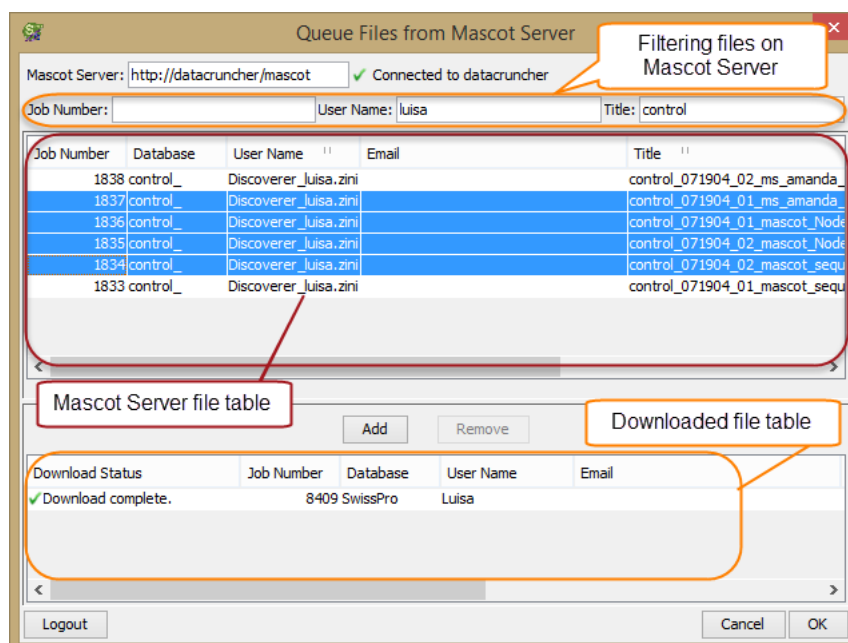 Queue Files from Mascot Server
Filtering files on
Mascot Server
Mascot Server: http://datacruncher/mascot Connected to datacruncher
Job Number: User Name: luisa Title: control
Job Number Database User Name Email Title
1838 control_ Discoverer_luisa.zini control_071904_02_ms_amanda_
1837 control_ Discoverer_luisa.zini control_071904_01_ms_amanda_
1836 control_ Discoverer_luisa.zini control_071904_01_mascot_Node
1835 control_ Discoverer_luisa.zini control_071904_02_mascot_Node
1834 control_ Discoverer_luisa.zini control_071904_02_mascot_sequ
1833 control_ Discoverer_luisa.zini control_071904_01_mascot_sequ
Mascot Server file table
Add Remove
Downloaded file table
Download Status Job Number Database User Name Email
Download complete. 8409 SwissPro Luisa
Logout Cancel OK